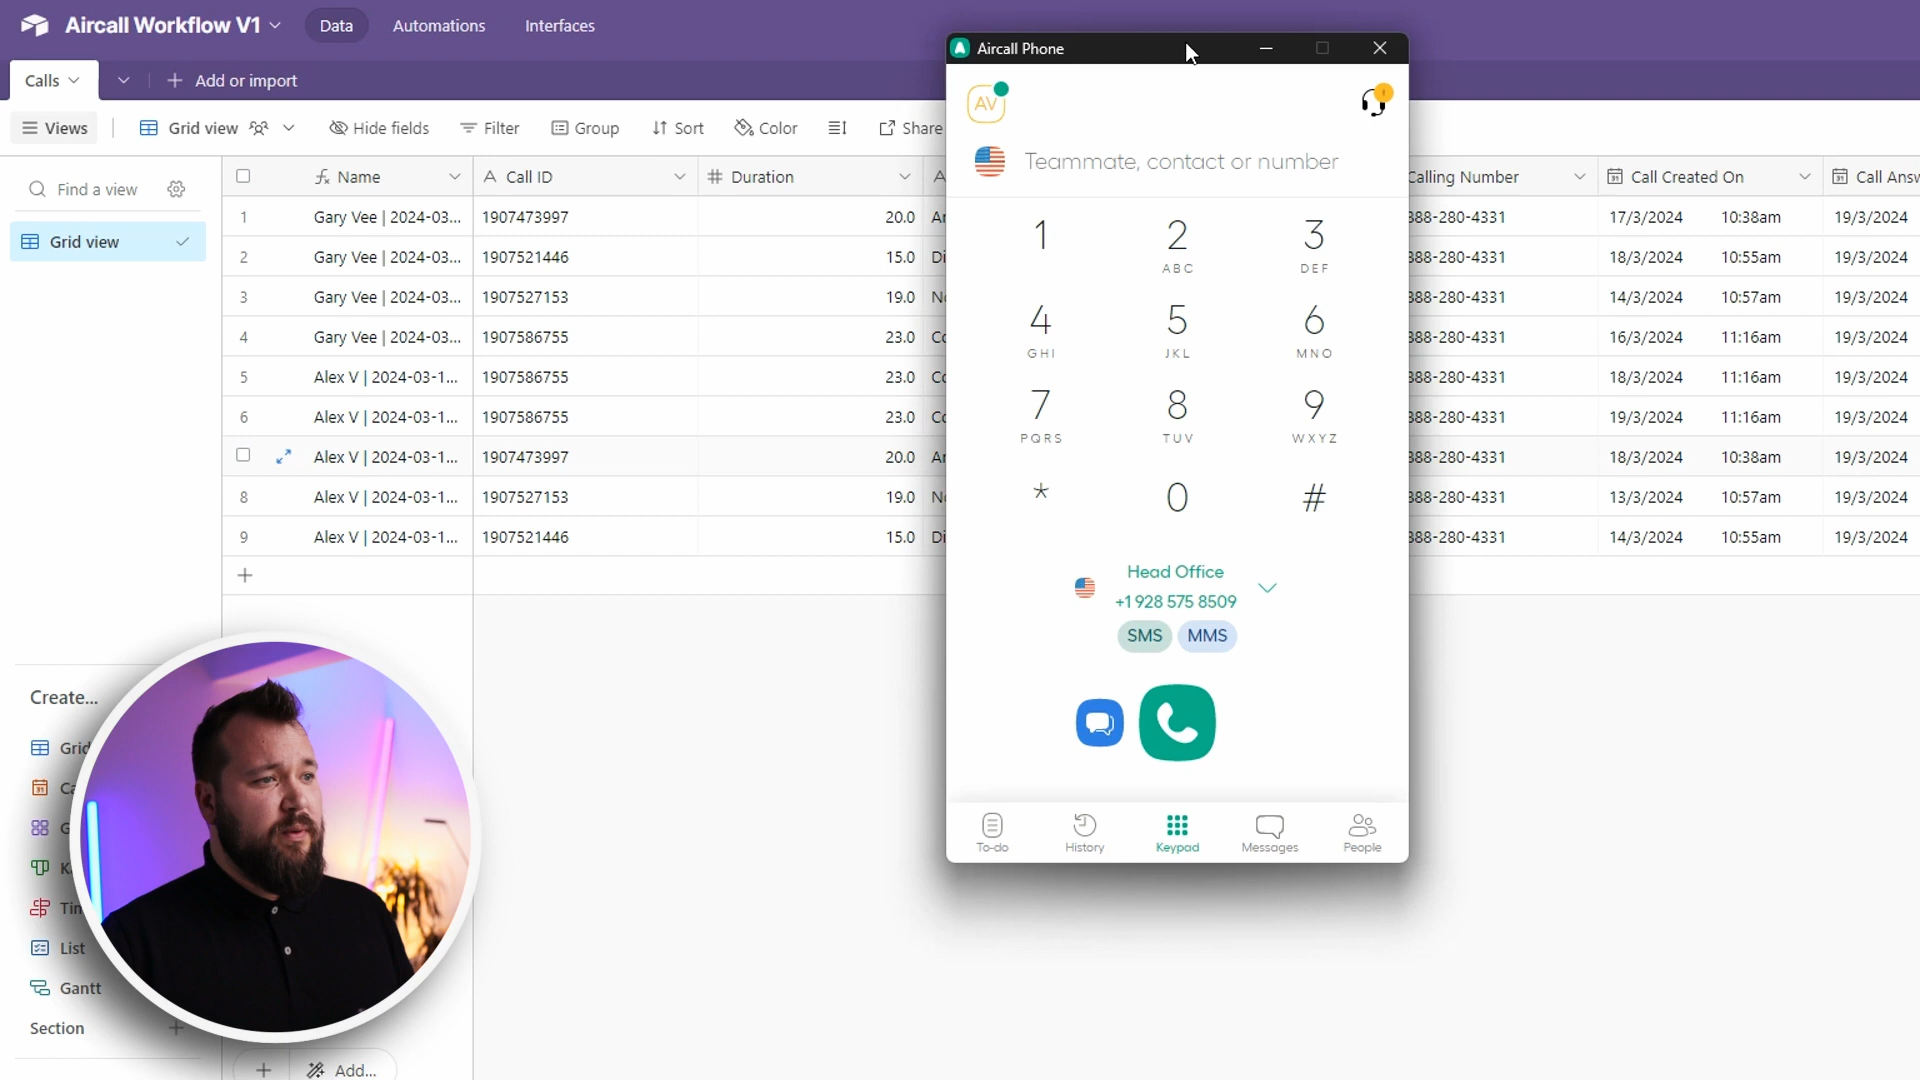 Aircall Workflow V1
Data
Automations
Interfaces
Calls
Add or import
Views
Grid view
Hide fields
Filter
Group
Sort
Color
Share
Find a view
Grid view
Name
Call ID
Duration
Calling Number
Call Created On
Call Answ
1 Gary Vee | 2024-03... 1907473997 20.0 388-280-4331 17/3/2024 10:38am 19/3/2024
2 Gary Vee | 2024-03... 1907521446 15.0 Di 388-280-4331 18/3/2024 10:55am 19/3/2024
3 Gary Vee | 2024-03... 1907527153 19.0 388-280-4331 14/3/2024 10:57am 19/3/2024
4 Gary Vee | 2024-03... 1907586755 23.0 388-280-4331 16/3/2024 11:16am 19/3/2024
5 Alex V | 2024-03-1... 1907586755 23.0 388-280-4331 18/3/2024 11:16am 19/3/2024
6 Alex V | 2024-03-1... 1907586755 23.0 388-280-4331 19/3/2024 11:16am 19/3/2024
Alex V | 2024-03-1... 1907473997 20.0 388-280-4331 18/3/2024 10:38am 19/3/2024
8 Alex V | 2024-03-1... 1907527153 19.0 388-280-4331 13/3/2024 10:57am 19/3/2024
9 Alex V | 2024-03-1... 1907521446 15.0 Di 388-280-4331 14/3/2024 10:55am 19/3/2024
Create...
Grid
List
Gantt
Section
Add...
Aircall Phone
AV
Teammate, contact or number
1 2 3
ABC DEF
4 5 6
GHI JKL MNO
7 8 9
PQRS TUV WXYZ
* 0 #
Head Office
+1 928 575 8509
SMS MMS
To-do History Keypad Messages People